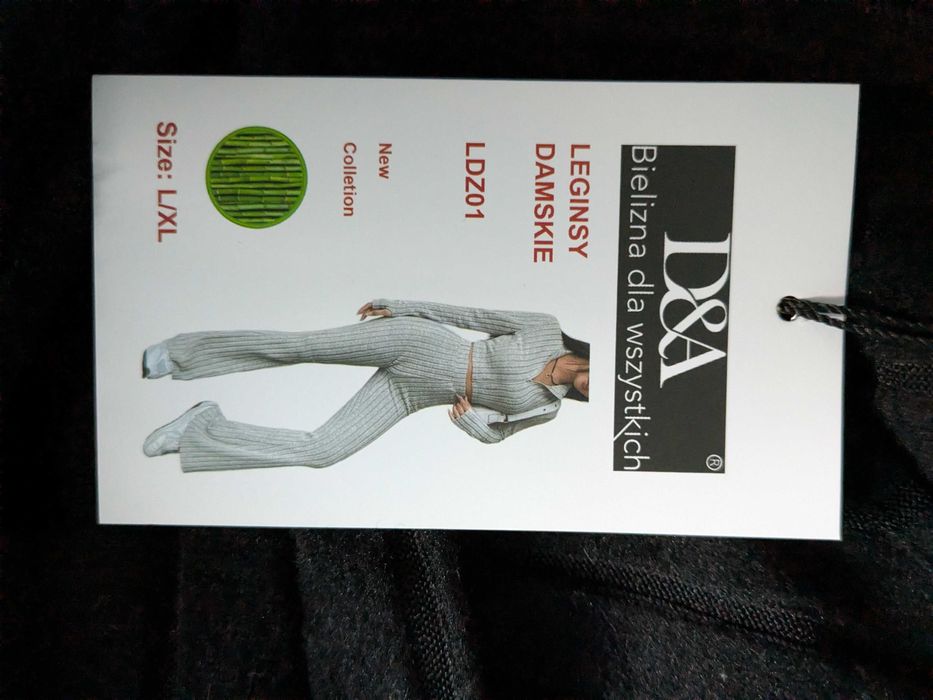 D&A
®
Bielizna dla wszystkich
LEGINSY
DAMSKIE
LDZ01
New
Colletion
Size: L/XL